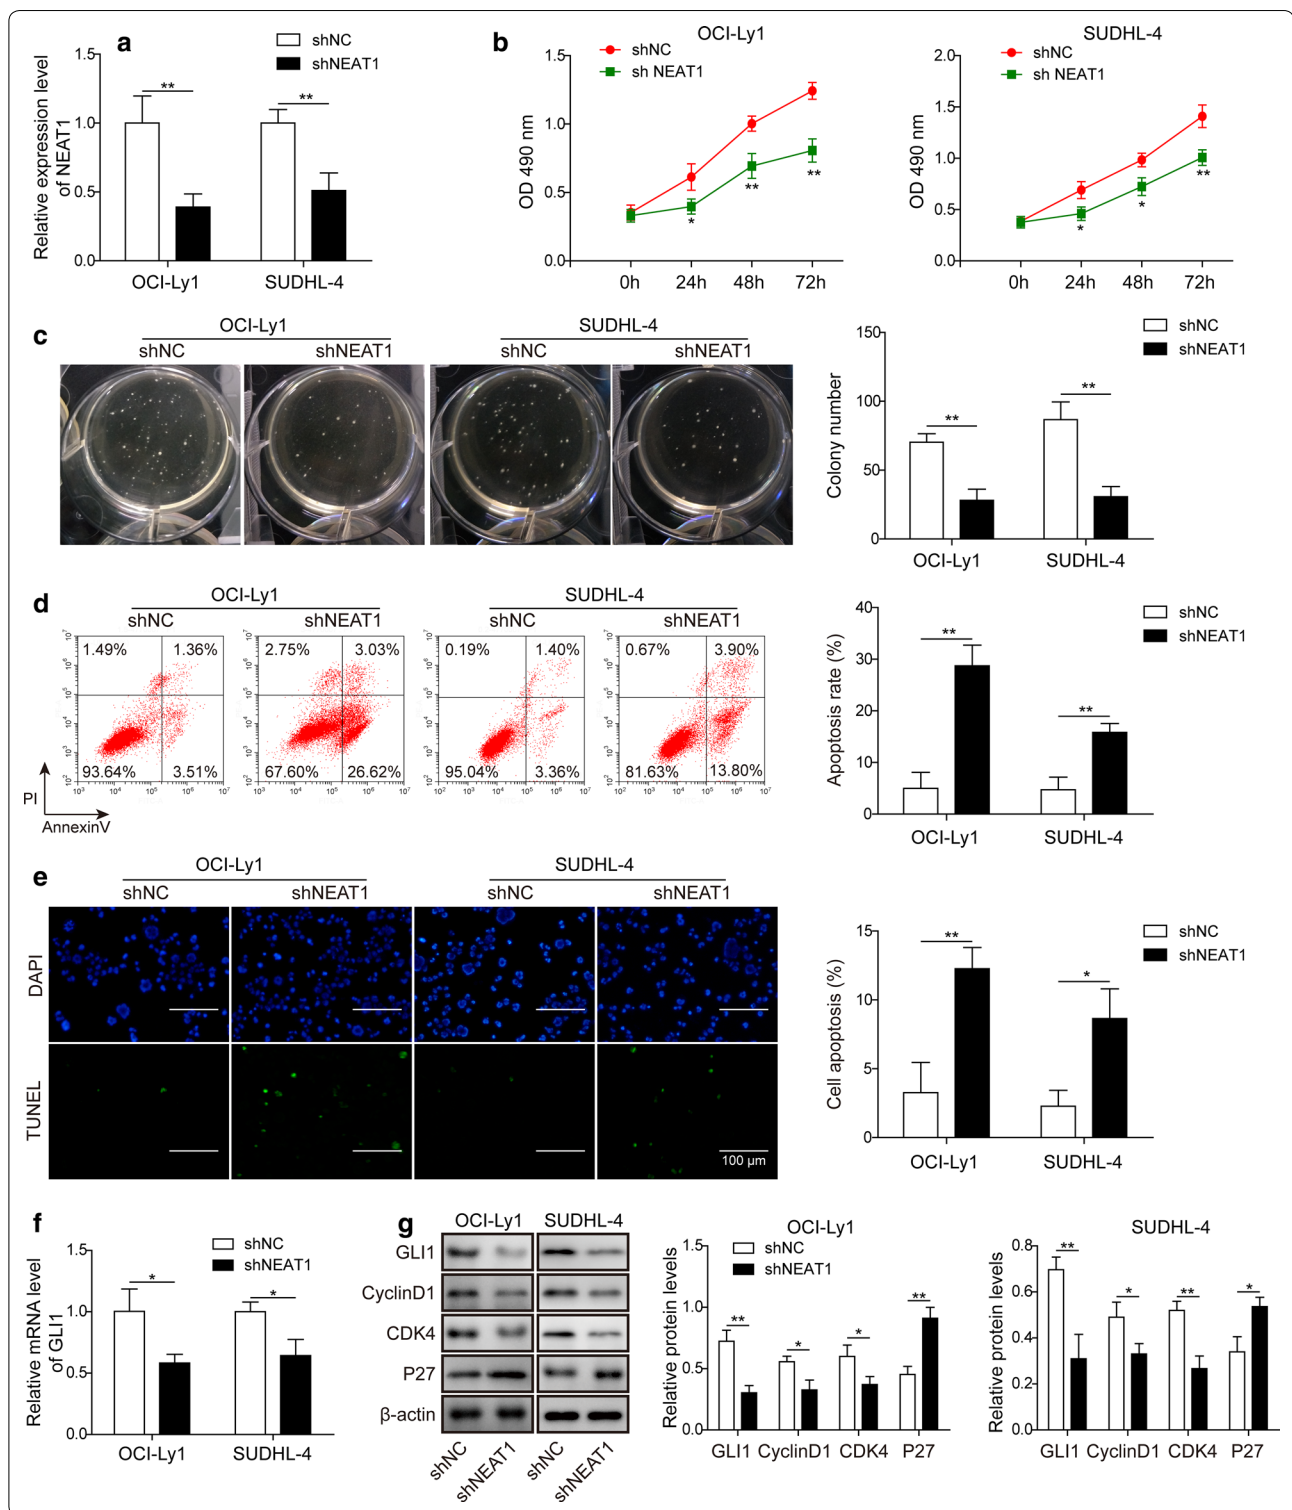 a
shNC
shNEAT1
Relative expression level
of NEAT1
1.5
1.0
0.5
0.0
**
**
OCI-Ly1
SUDHL-4
b
OCI-Ly1
shNC
sh NEAT1
OD 490 nm
1.5
1.0
0.5
0.0
*
**
**
0h
24h
48h
72h
SUDHL-4
shNC
sh NEAT1
OD 490 nm
2.0
1.5
1.0
0.5
0.0
*
*
**
0h
24h
48h
72h
c
OCI-Ly1
SUDHL-4
shNC
shNEAT1
shNC
shNEAT1
shNC
shNEAT1
Colony number
150
100
50
0
**
**
OCI-Ly1
SUDHL-4
d
OCI-Ly1
SUDHL-4
shNC
shNEAT1
shNC
shNEAT1
1.49%
1.36%
93.64%
3.51%
2.75%
3.03%
67.60%
26.62%
0.19%
1.40%
95.04%
3.36%
0.67%
3.90%
81.63%
13.80%
PI
AnnexinV
shNC
shNEAT1
Apoptosis rate (%)
40
30
20
10
0
**
**
OCI-Ly1
SUDHL-4
e
OCI-Ly1
SUDHL-4
shNC
shNEAT1
shNC
shNEAT1
DAPI
TUNEL
100 μm
shNC
shNEAT1
Cell apoptosis (%)
15
10
5
0
**
*
OCI-Ly1
SUDHL-4
f
shNC
shNEAT1
Relative mRNA level
of GLI1
1.5
1.0
0.5
0.0
*
*
OCI-Ly1
SUDHL-4
g
OCI-Ly1
SUDHL-4
GLI1
CyclinD1
CDK4
P27
β-actin
shNC
shNEAT1
shNC
shNEAT1
OCI-Ly1
shNC
shNEAT1
Relative protein levels
1.5
1.0
0.5
0.0
**
*
*
**
GLI1
CyclinD1
CDK4
P27
SUDHL-4
Relative protein levels
0.8
0.6
0.4
0.2
0.0
**
*
**
*
GLI1
CyclinD1
CDK4
P27